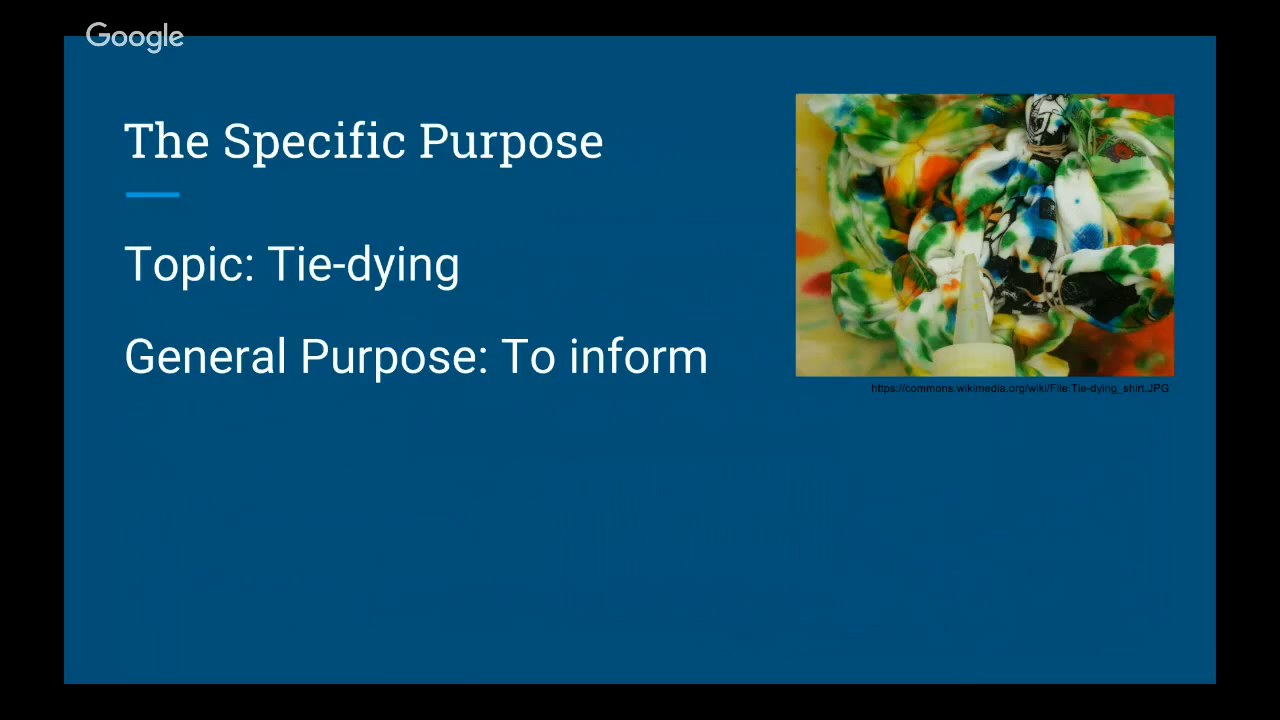 Google
The Specific Purpose
Topic: Tie-dying
General Purpose: To inform
https://commons.wikimedia.org/wiki/File:Tie-dying_shirt.JPG